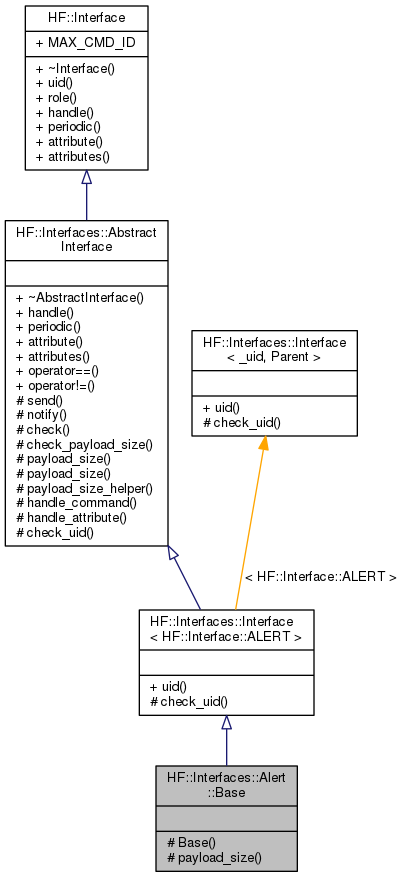 HF::Interface
+ MAX_CMD_ID
+ ~Interface()
+ uid()
+ role()
+ handle()
+ periodic()
+ attribute()
+ attributes()
HF::Interfaces::Abstract
Interface
+ ~AbstractInterface()
+ handle()
+ periodic()
+ attribute()
+ attributes()
+ operator==()
+ operator!=()
# send()
# notify()
# check()
# check_payload_size()
# payload_size()
# payload_size()
# payload_size_helper()
# handle_command()
# handle_attribute()
# check_uid()
HF::Interfaces::Interface
< _uid, Parent >
+ uid()
# check_uid()
< HF::Interface::ALERT >
HF::Interfaces::Interface
< HF::Interface::ALERT >
+ uid()
# check_uid()
HF::Interfaces::Alert
::Base
# Base()
# payload_size()